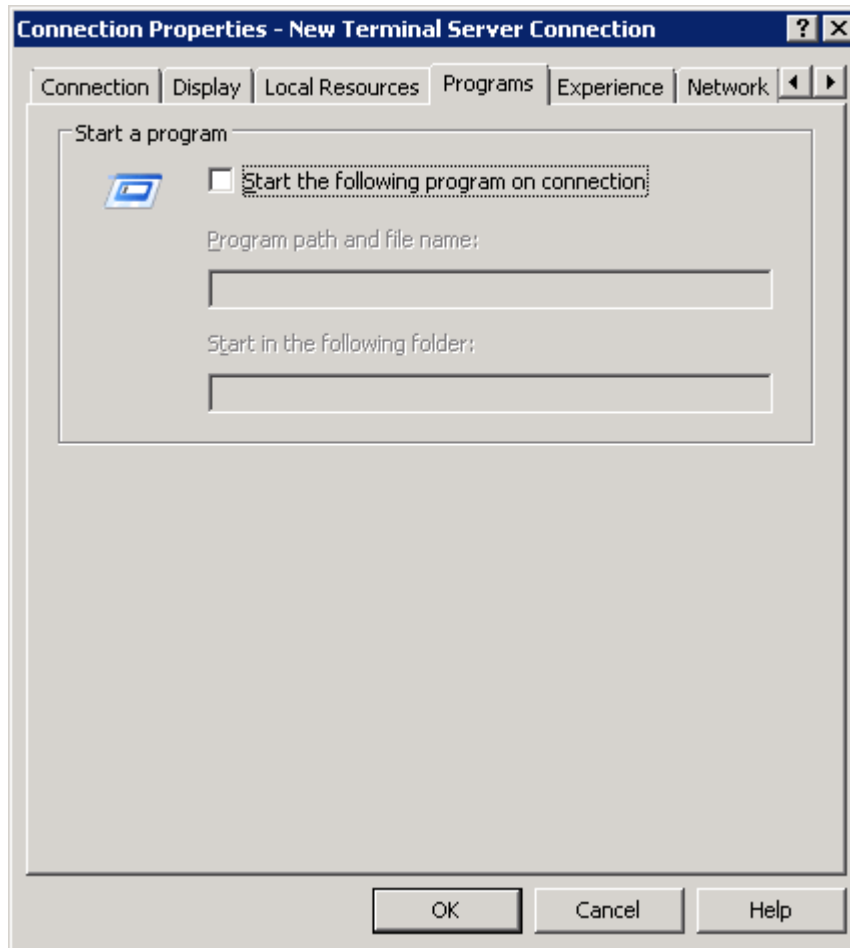 Connection Properties - New Terminal Server Connection
Connection Display Local Resources Programs Experience Network
Start a program
Start the following program on connection
Program path and file name:
Start in the following folder:
OK Cancel Help